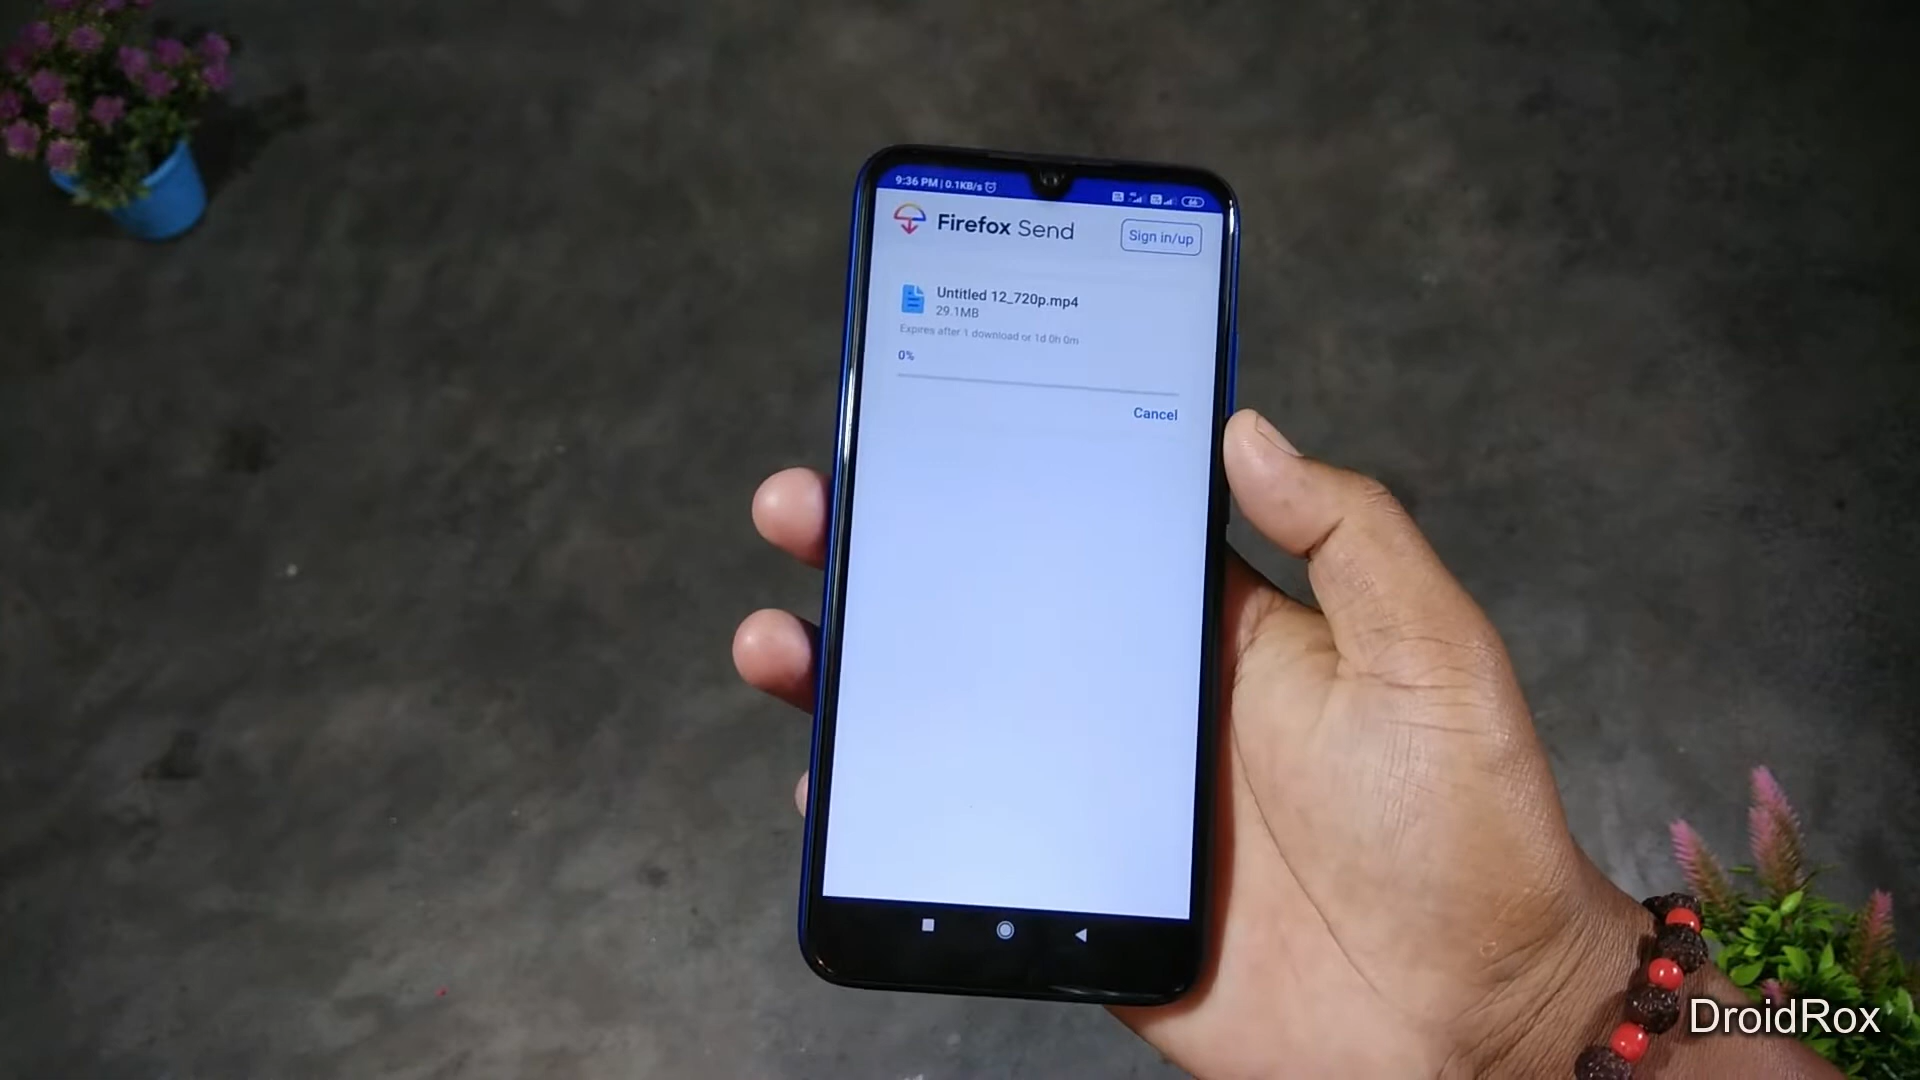 9:36 PM | 0.1KB/s
66
Firefox Send
Sign in/up
Untitled 12_720p.mp4
29.1MB
Expires after 1 download or 1d 0h 0m
0%
Cancel
DroidRox